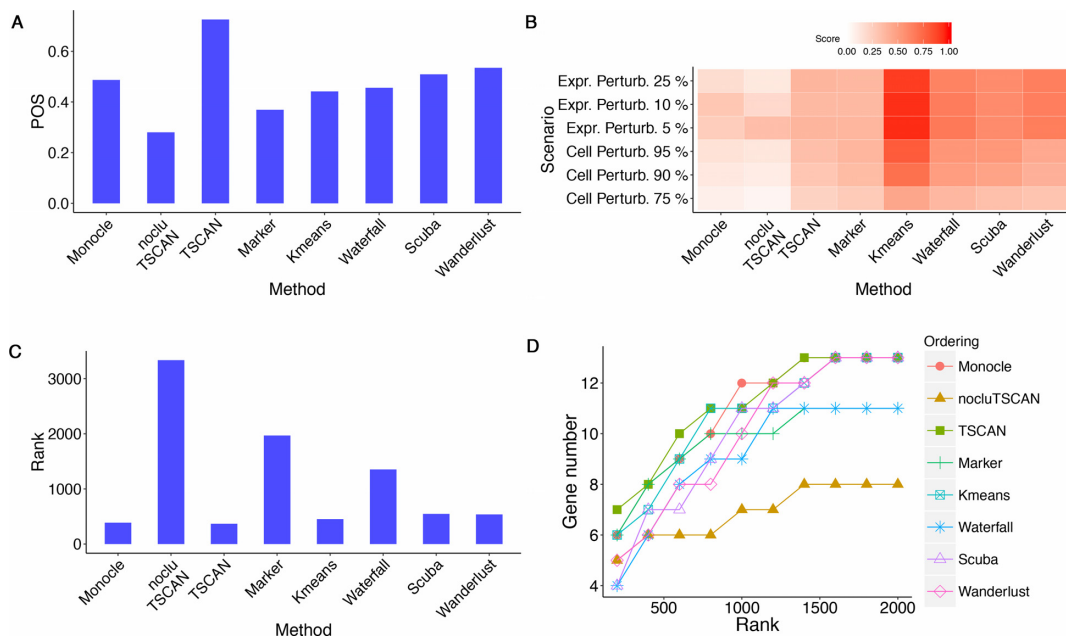 A
POS
0.6
0.4
0.2
0.0
Monocle
noclu
TSCAN
TSCAN
Marker
Kmeans
Waterfall
Scuba
Wanderlust
Method
B
Score
0.00 0.25 0.50 0.75 1.00
Scenario
Expr. Perturb. 25 %
Expr. Perturb. 10 %
Expr. Perturb. 5 %
Cell Perturb. 95 %
Cell Perturb. 90 %
Cell Perturb. 75 %
Monocle
noclu
TSCAN
TSCAN
Marker
Kmeans
Waterfall
Scuba
Wanderlust
Method
C
Rank
3000
2000
1000
0
Monocle
noclu
TSCAN
TSCAN
Marker
Kmeans
Waterfall
Scuba
Wanderlust
Method
D
Gene number
12
10
8
6
4
500 1000 1500 2000
Rank
Ordering
Monocle
nocluTSCAN
TSCAN
Marker
Kmeans
Waterfall
Scuba
Wanderlust